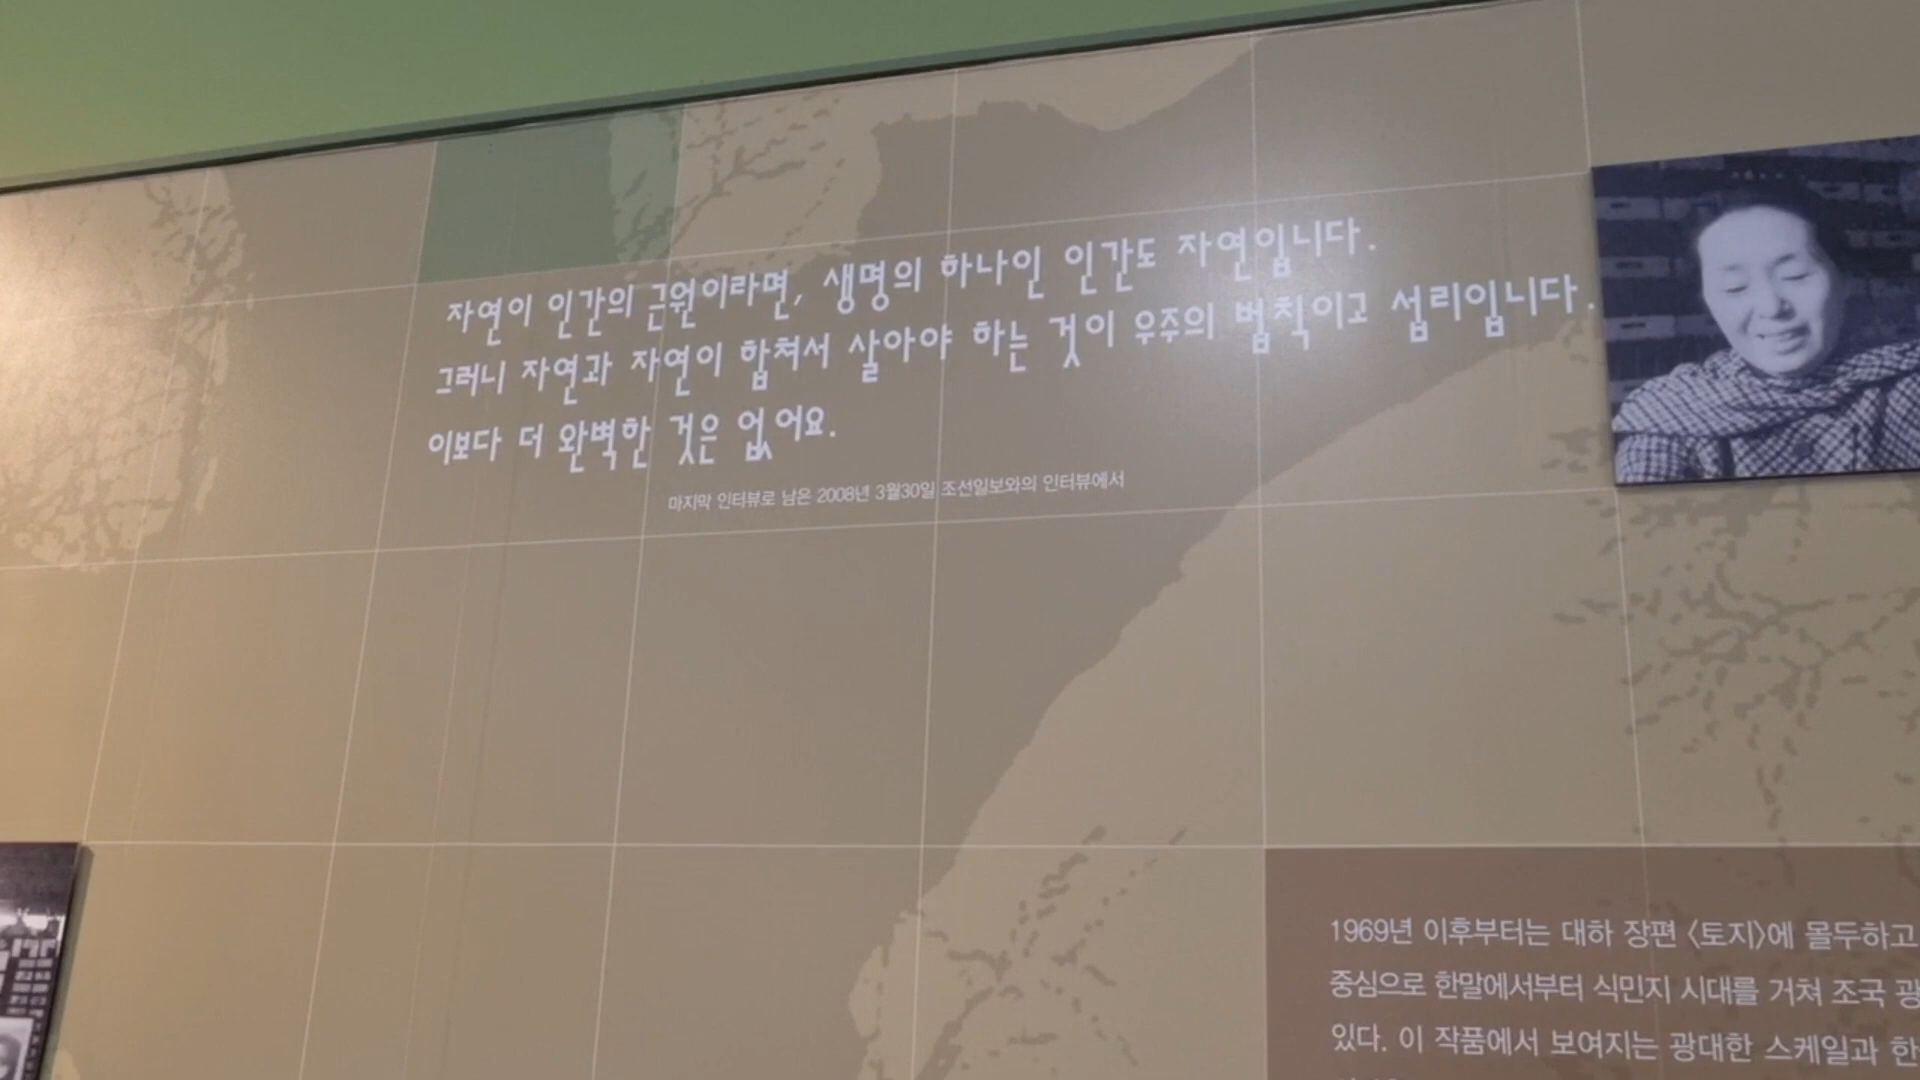 자연이 인간의 근원이라면, 생명의 하나인 인간도 자연입니다.
그러니 자연과 자연이 합쳐서 살아야 하는 것이 우주의 법칙이고 섭리입니다.
이보다 더 완벽한 것은 없어요.
마지막 인터뷰로 남은 2008년 3월30일 조선일보와의 인터뷰에서
1969년 이후부터는 대하 장편 〈토지〉에 몰두하고
중심으로 한말에서부터 식민지 시대를 거쳐 조국
있다. 이 작품에서 보여지는 광대한 스케일과